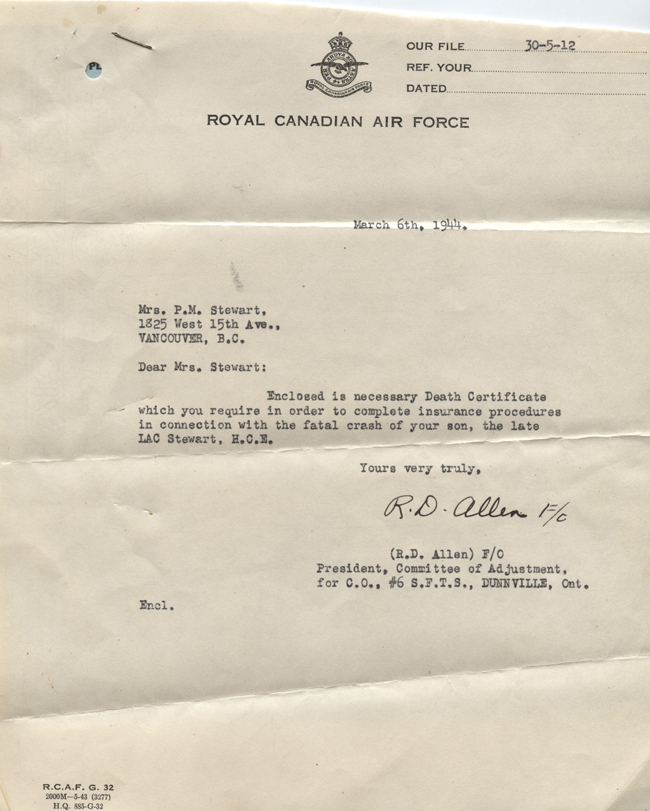 OUR FILE 30-5-12
REF. YOUR
DATED
ROYAL CANADIAN AIR FORCE
March 6th, 1944.
Mrs. P.M. Stewart,
1825 West 15th Ave.,
VANCOUVER, B.C.
Dear Mrs. Stewart:
Enclosed is necessary Death Certificate
which you require in order to complete insurance procedures
in connection with the fatal crash of your son, the late
LAC Stewart, H.C.E.
Yours very truly,
R.D. Allen F/O
(R.D. Allen) F/O
President, Committee of Adjustment,
for C.O., #6 S.F.T.S., DUNNVILLE, Ont.
Encl.
R.C.A.F. G. 32
2000M—5-43 (3277)
H.Q. 885-G-32